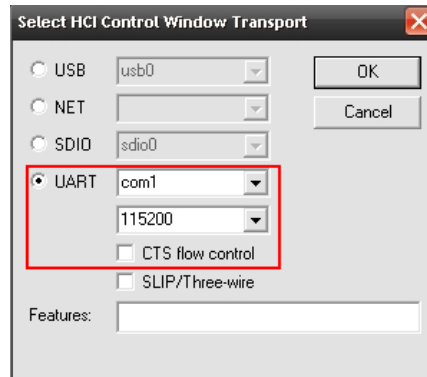 Select HCI Control Window Transport
USB usb0 OK
NET Cancel
SDIO sdio0
UART com1
115200
CTS flow control
SLIP/Three-wire
Features: